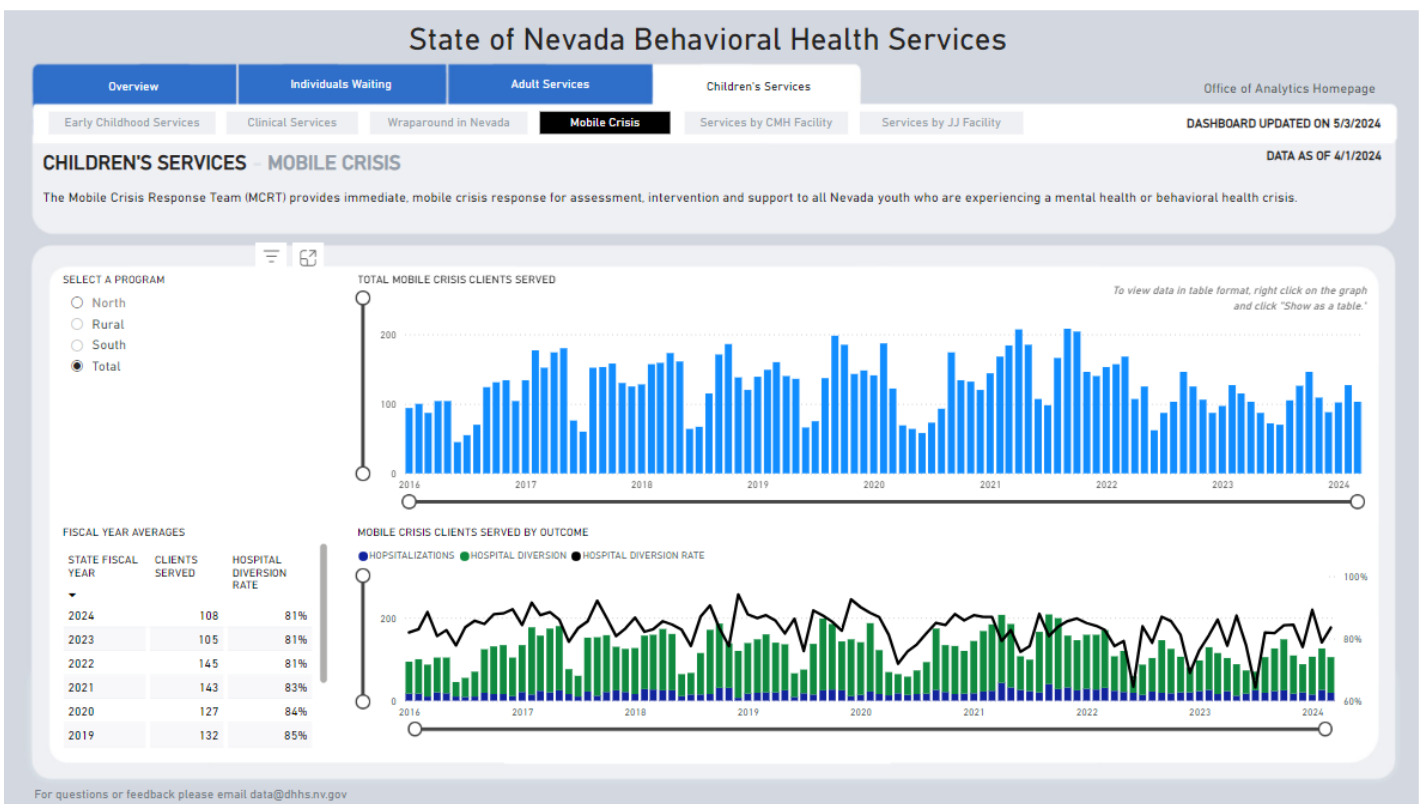 State of Nevada Behavioral Health Services
Overview
Individuals Waiting
Adult Services
Children's Services
Office of Analytics Homepage
Early Childhood Services
Clinical Services
Wraparound in Nevada
Mobile Crisis
Services by CMH Facility
Services by JJ Facility
DASHBOARD UPDATED ON 5/3/2024
CHILDREN'S SERVICES - MOBILE CRISIS
DATA AS OF 4/1/2024
The Mobile Crisis Response Team (MCRT) provides immediate, mobile crisis response for assessment, intervention and support to all Nevada youth who are experiencing a mental health or behavioral health crisis.
SELECT A PROGRAM
North
Rural
South
Total
TOTAL MOBILE CRISIS CLIENTS SERVED
To view data in table format, right click on the graph
and click "Show as a table."
200
100
0
2016 2017 2018 2019 2020 2021 2022 2023 2024
FISCAL YEAR AVERAGES
STATE FISCAL YEAR CLIENTS SERVED HOSPITAL DIVERSION RATE
2024 108 81%
2023 105 81%
2022 145 81%
2021 143 83%
2020 127 84%
2019 132 85%
MOBILE CRISIS CLIENTS SERVED BY OUTCOME
HOPSITALIZATIONS HOSPITAL DIVERSION HOSPITAL DIVERSION RATE
200
0
100%
80%
60%
2016 2017 2018 2019 2020 2021 2022 2023 2024
For questions or feedback please email data@dhhs.nv.gov